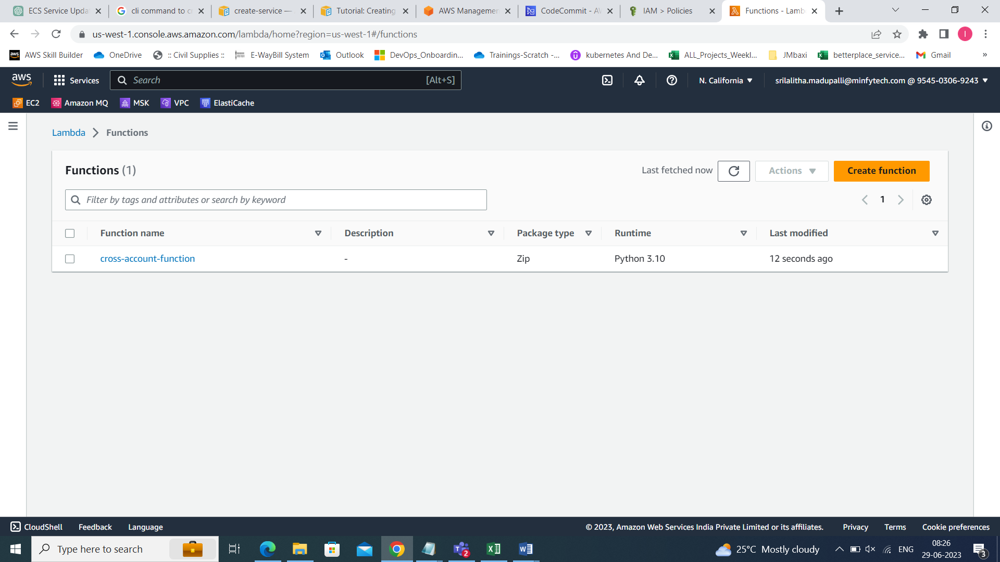 ECS Service Upda
cli command to c
create-service —
Tutorial: Creating
AWS Managemen
CodeCommit - A
IAM > Policies
Functions - Lamb
us-west-1.console.aws.amazon.com/lambda/home?region=us-west-1#/functions
I
aws AWS Skill Builder
OneDrive
:: Civil Supplies ::
E-WayBill System
Outlook
DevOps_Onboardin...
Trainings-Scratch -...
kubernetes And De...
ALL_Projects_Weekl...
JMbaxi
betterplace_service...
Gmail
»
aws
Services
Search [Alt+S]
N. California
srilalitha.madupalli@minfytech.com @ 9545-0306-9243
EC2
Amazon MQ
MSK
VPC
ElastiCache
Lambda > Functions
Functions (1)
Last fetched now
Actions
Create function
Filter by tags and attributes or search by keyword
1
Function name Description Package type Runtime Last modified
cross-account-function - Zip Python 3.10 12 seconds ago
CloudShell Feedback Language
© 2023, Amazon Web Services India Private Limited or its affiliates. Privacy Terms Cookie preferences
Type here to search
2
25°C Mostly cloudy
ENG
08:26
29-06-2023
3